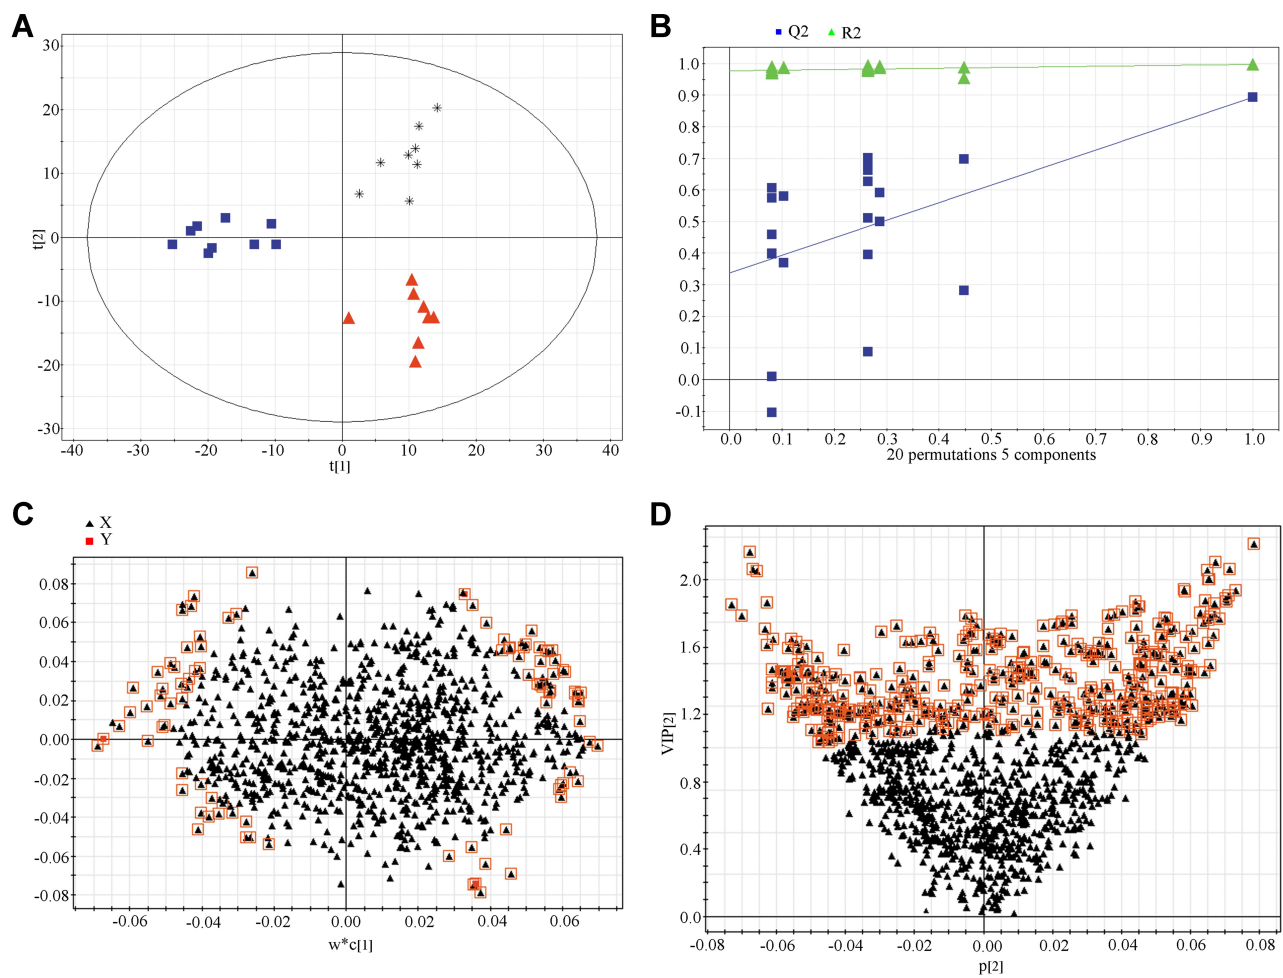 A
30
20
10
0
-10
-20
-30
t[2]
-40 -30 -20 -10 0 10 20 30 40
t[1]
B
Q2 R2
1.0
0.9
0.8
0.7
0.6
0.5
0.4
0.3
0.2
0.1
0.0
-0.1
0.0 0.1 0.2 0.3 0.4 0.5 0.6 0.7 0.8 0.9 1.0
20 permutations 5 components
C
X
Y
0.08
0.06
0.04
0.02
0.00
-0.02
-0.04
-0.06
-0.08
-0.06 -0.04 -0.02 0.00 0.02 0.04 0.06
w*c[1]
D
2.0
1.6
1.2
0.8
0.4
0.0
VIP[2]
-0.08 -0.06 -0.04 -0.02 0.00 0.02 0.04 0.06 0.08
p[2]